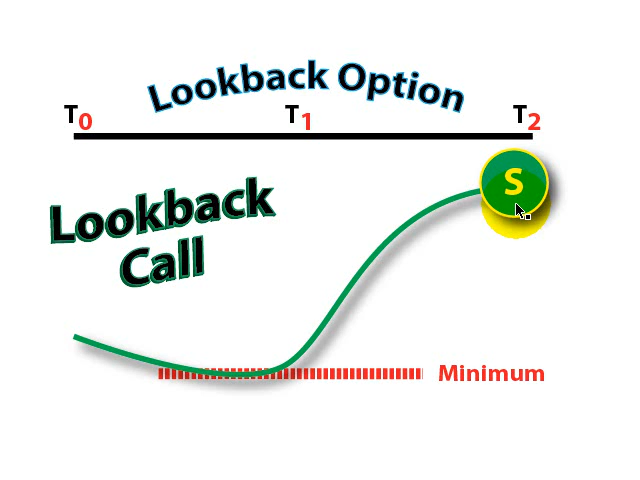 Lookback Option
T0 T1 T2
S
Lookback
Call
Minimum